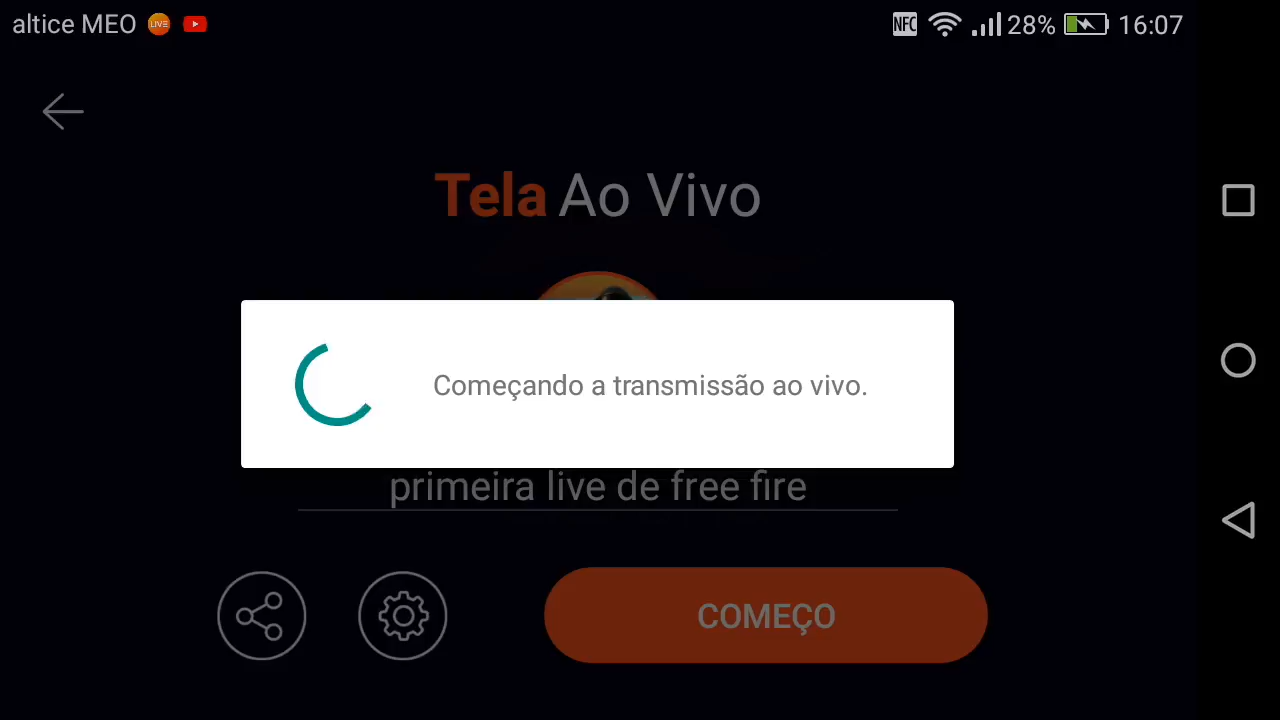 altice MEO LIVE NFC 28% 16:07
Tela Ao Vivo
Começando a transmissão ao vivo.
primeira live de free fire
COMEÇO